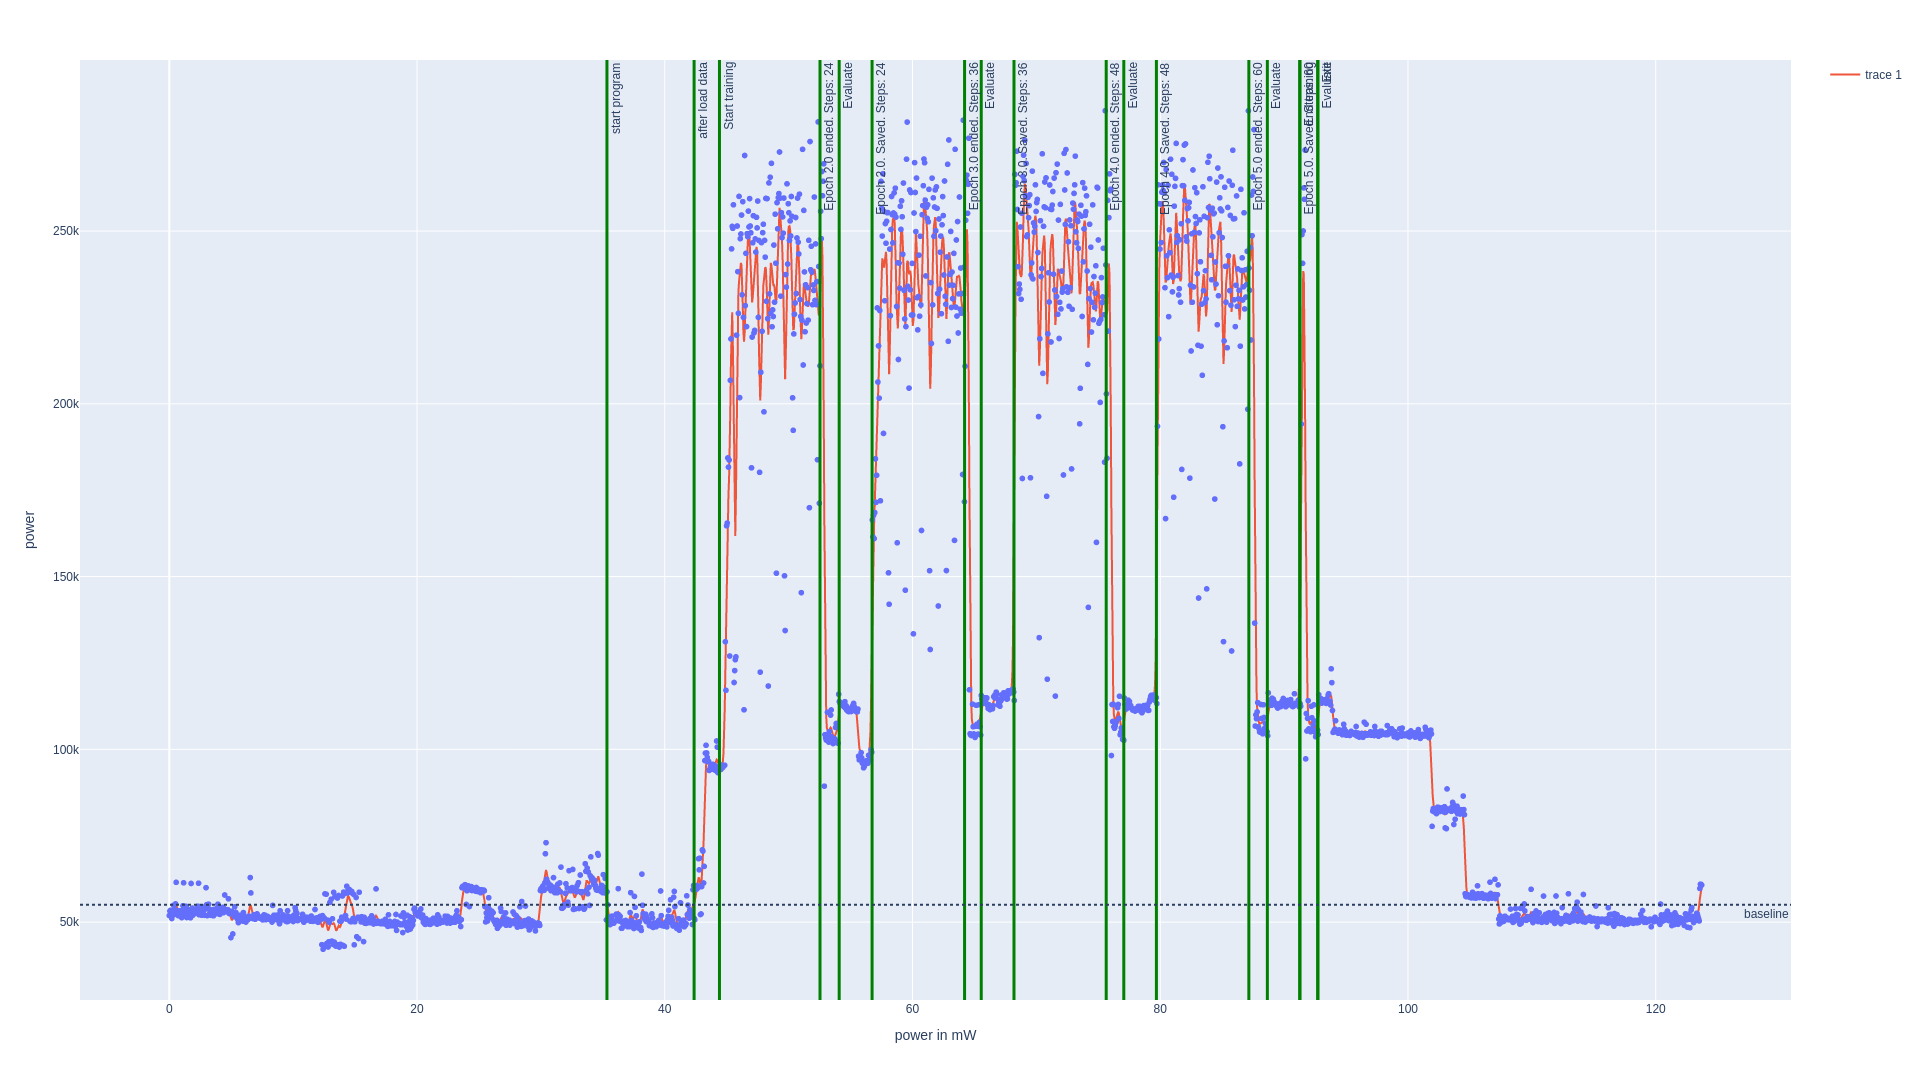 start program
after load data
Start training
Epoch 2.0 ended. Steps: 24
Evaluate
Epoch 2.0. Saved. Steps: 24
Epoch 3.0 ended. Steps: 36
Evaluate
Epoch 3.0. Saved. Steps: 36
Epoch 4.0 ended. Steps: 48
Evaluate
Epoch 4.0. Saved. Steps: 48
Epoch 5.0 ended. Steps: 60
Evaluate
Epoch 5.0. Saved. Steps: 60
Evaluate
trace 1
250k
200k
150k
100k
50k
power
baseline
0
20
40
60
80
100
120
power in mW